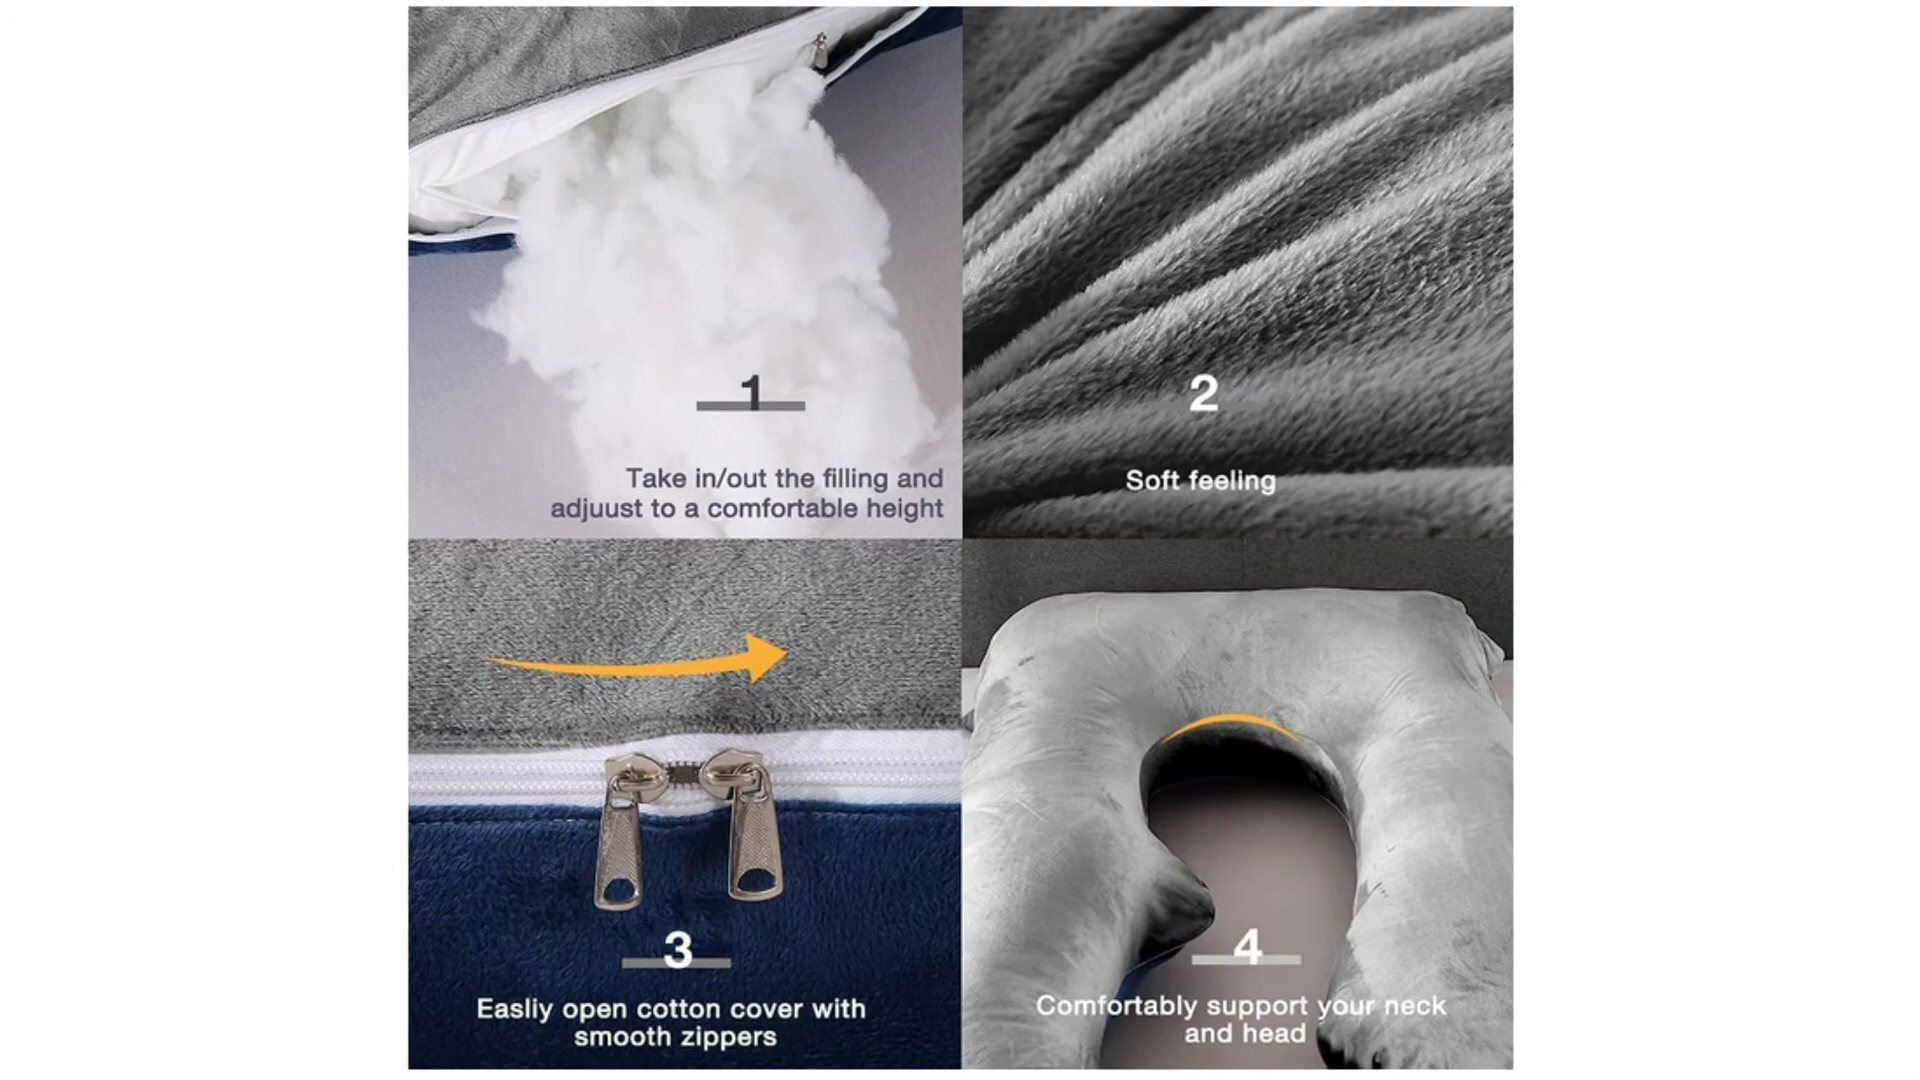 1
Take in/out the filling and
adjuust to a comfortable height
2
Soft feeling
3
Easliy open cotton cover with
smooth zippers
4
Comfortably support your neck
and head